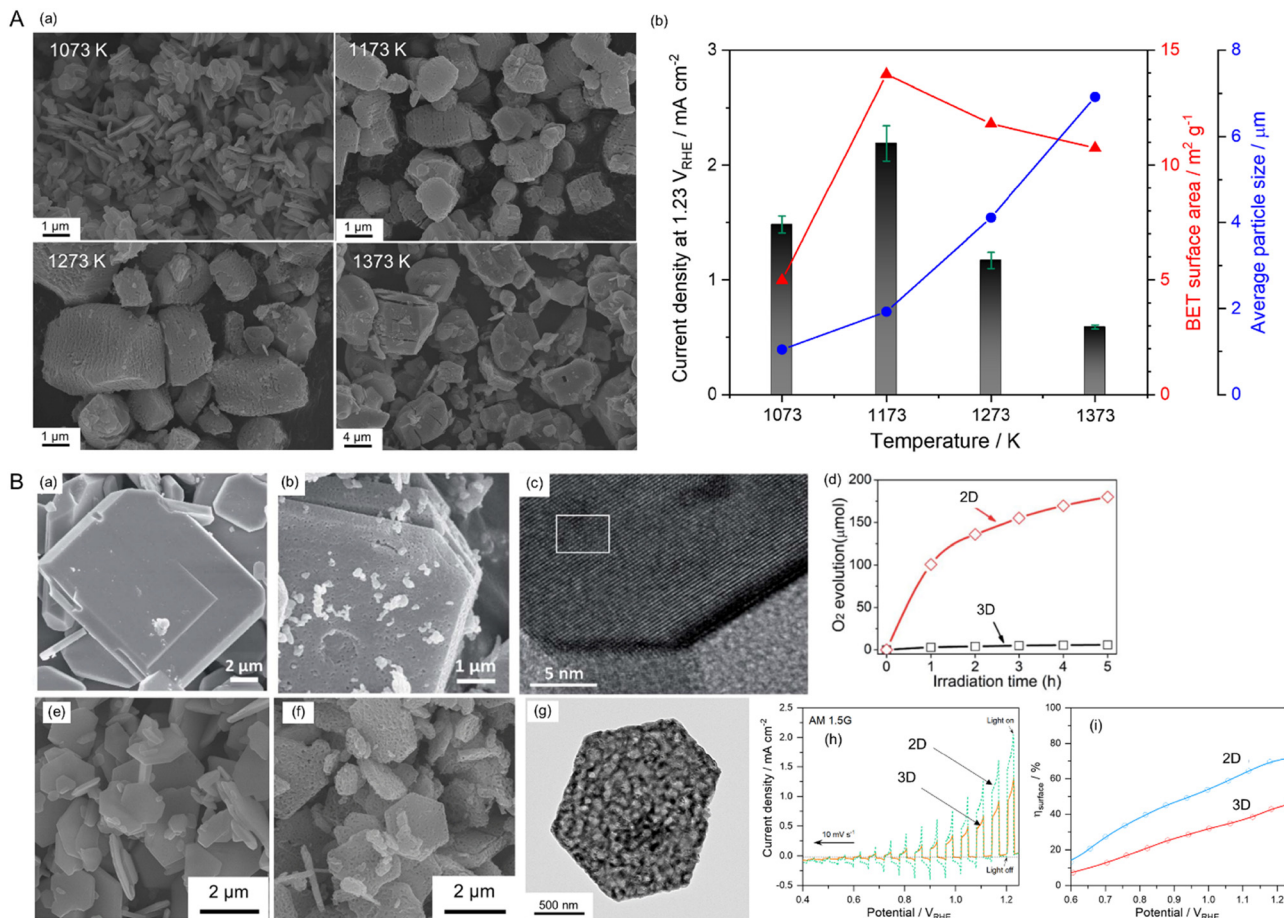 A
(a)
1073 K
1 µm
1173 K
1 µm
1273 K
1 µm
1373 K
4 µm
(b)
Current density at 1.23 V_RHE / mA cm⁻²
3
2
1
0
1073
1173
1273
1373
Temperature / K
15
10
5
0
BET surface area / m² g⁻¹
8
6
4
2
0
Average particle size / µm
B
(a)
2 µm
(b)
1 µm
(c)
5 nm
(d)
O₂ evolution(µmol)
200
150
100
50
0
2D
3D
0 1 2 3 4 5
Irradiation time (h)
(e)
2 µm
(f)
2 µm
(g)
500 nm
(h)
AM 1.5G
Current density / mA cm⁻²
2.5
2.0
1.5
1.0
0.5
0.0
-0.5
2D
3D
Light on
10 mV s⁻¹
Light off
0.4 0.6 0.8 1.0 1.2
Potential / V_RHE
(i)
η_surface / %
100
80
60
40
20
0
2D
3D
0.6 0.7 0.8 0.9 1.0 1.1 1.2
Potential / V_RHE